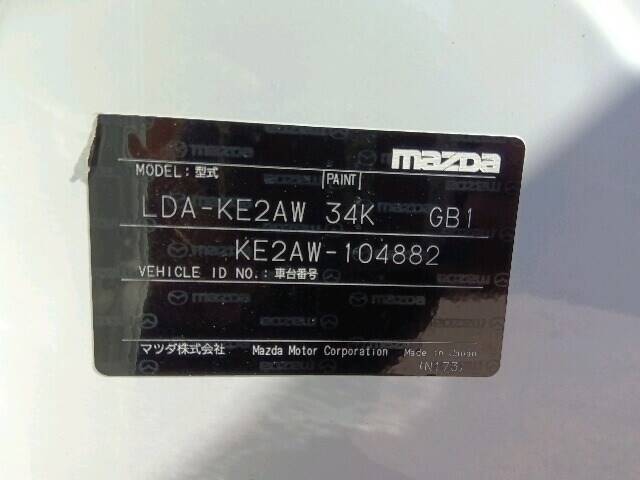 mazda
MODEL : 型式 PAINT
LDA-KE2AW 34K GB1
KE2AW-104882
VEHICLE ID NO. : 車台番号
マツダ株式会社 Mazda Motor Corporation Made in Japan
(N173)